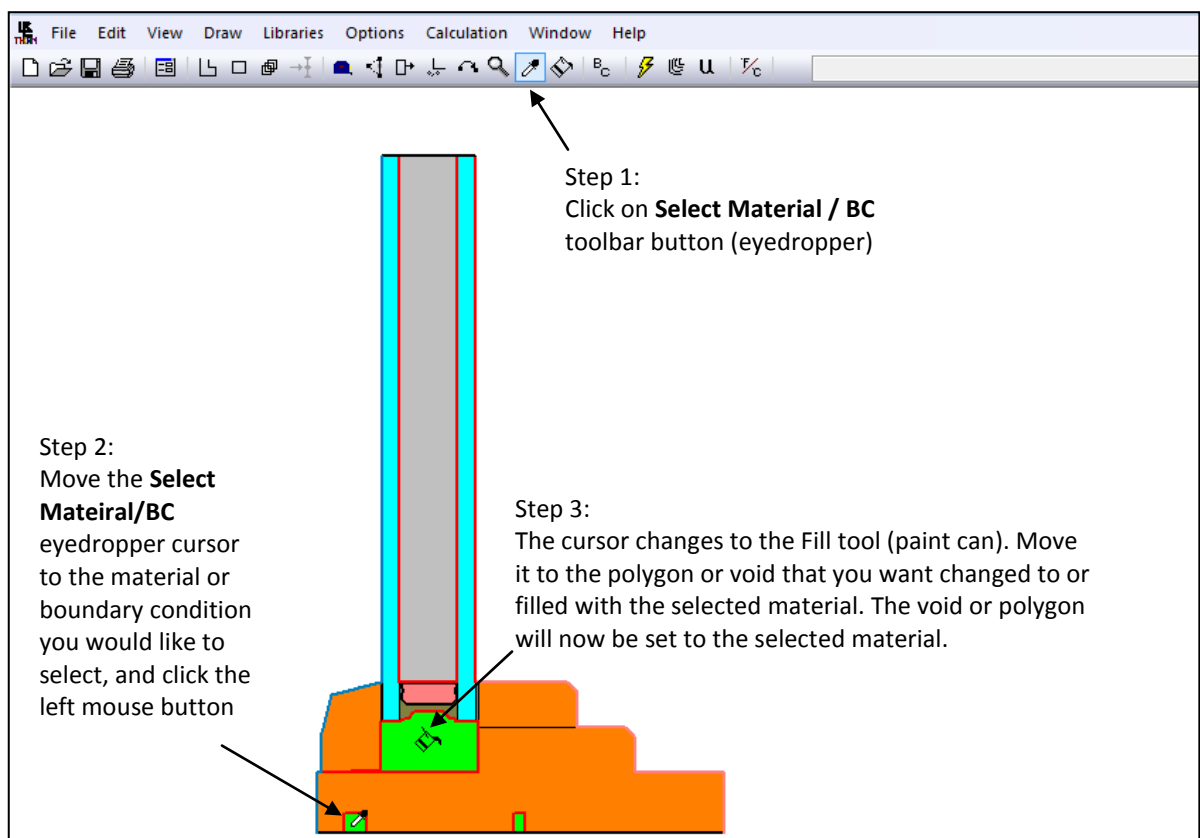 File Edit View Draw Libraries Options Calculation Window Help
Step 1:
Click on Select Material / BC
toolbar button (eyedropper)
Step 2:
Move the Select
Mateiral/BC
eyedropper cursor
to the material or
boundary condition
you would like to
select, and click the
left mouse button
Step 3:
The cursor changes to the Fill tool (paint can). Move
it to the polygon or void that you want changed to or
filled with the selected material. The void or polygon
will now be set to the selected material.